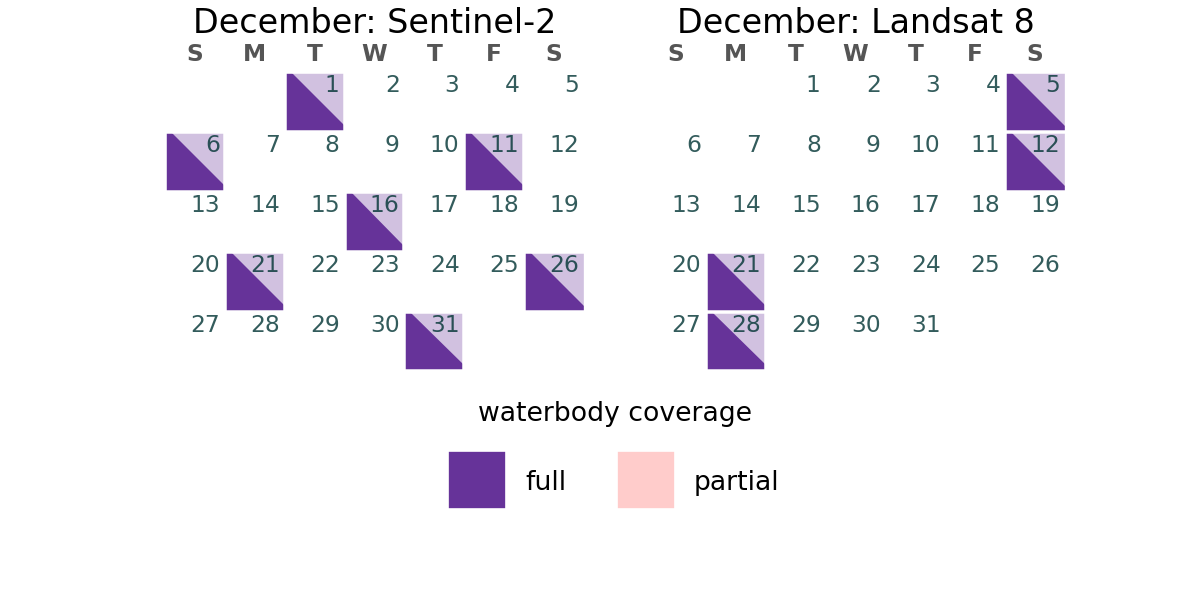 December: Sentinel-2
S M T W T F S
1 2 3 4 5
6 7 8 9 10 11 12
13 14 15 16 17 18 19
20 21 22 23 24 25 26
27 28 29 30 31
December: Landsat 8
S M T W T F S
1 2 3 4 5
6 7 8 9 10 11 12
13 14 15 16 17 18 19
20 21 22 23 24 25 26
27 28 29 30 31
waterbody coverage
full partial